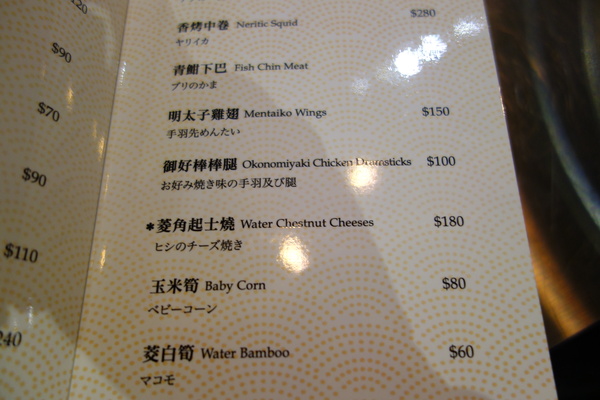 120
$90
$70
$90
$110
240
$280
香烤中卷 Neritic Squid
ヤリイカ
青魽下巴 Fish Chin Meat
ブリのかま
明太子雞翅 Mentaiko Wings $150
手羽先めんたい
御好棒棒腿 Okonomiyaki Chicken Drumsticks $100
お好み焼き味の手羽及び腿
*菱角起士燒 Water Chestnut Cheeses $180
ヒシのチーズ焼き
玉米筍 Baby Corn $80
ベビーコーン
菱白筍 Water Bamboo $60
マコモ